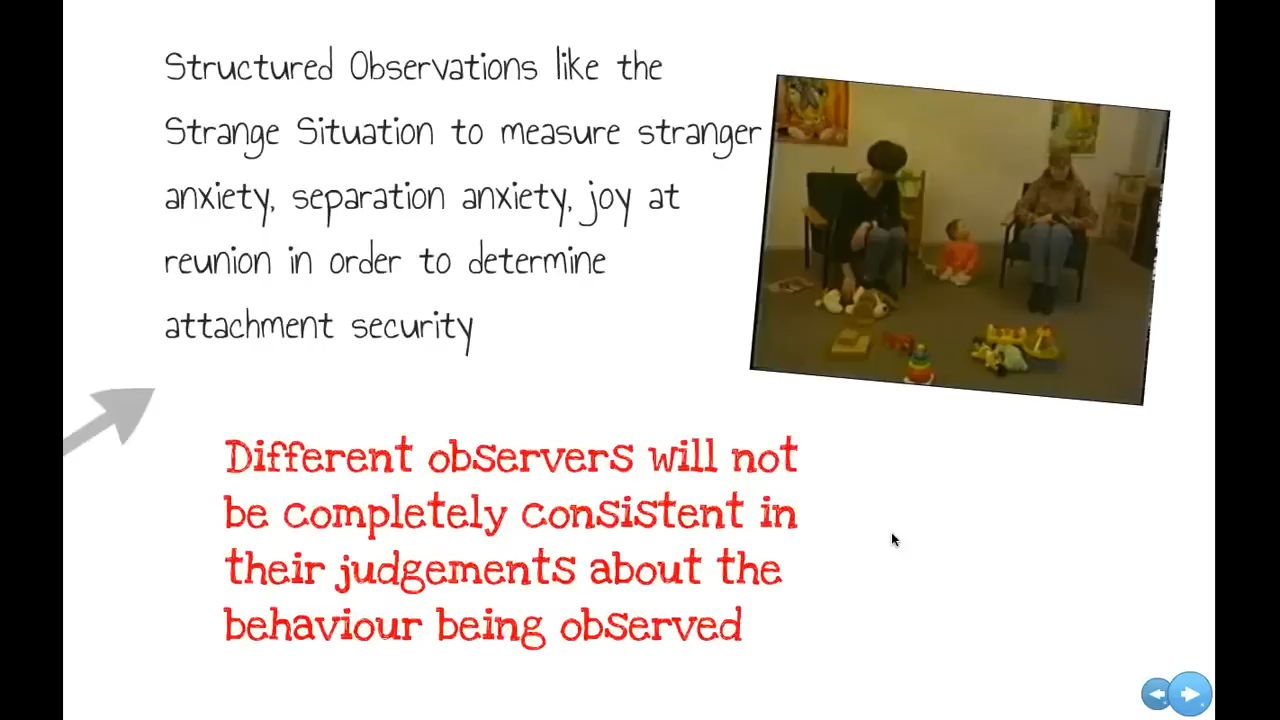 Structured Observations like the
Strange Situation to measure stranger
anxiety, separation anxiety, joy at
reunion in order to determine
attachment security
Different observers will not
be completely consistent in
their judgements about the
behaviour being observed